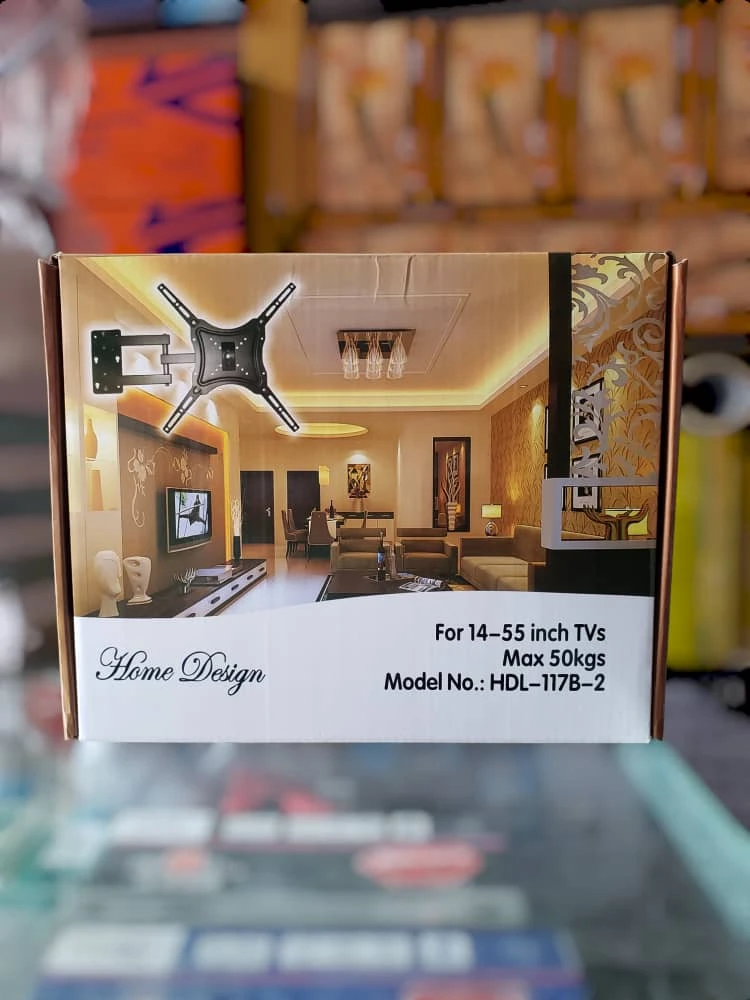 Home Design
For 14–55 inch TVs
Max 50kgs
Model No.: HDL–117B–2